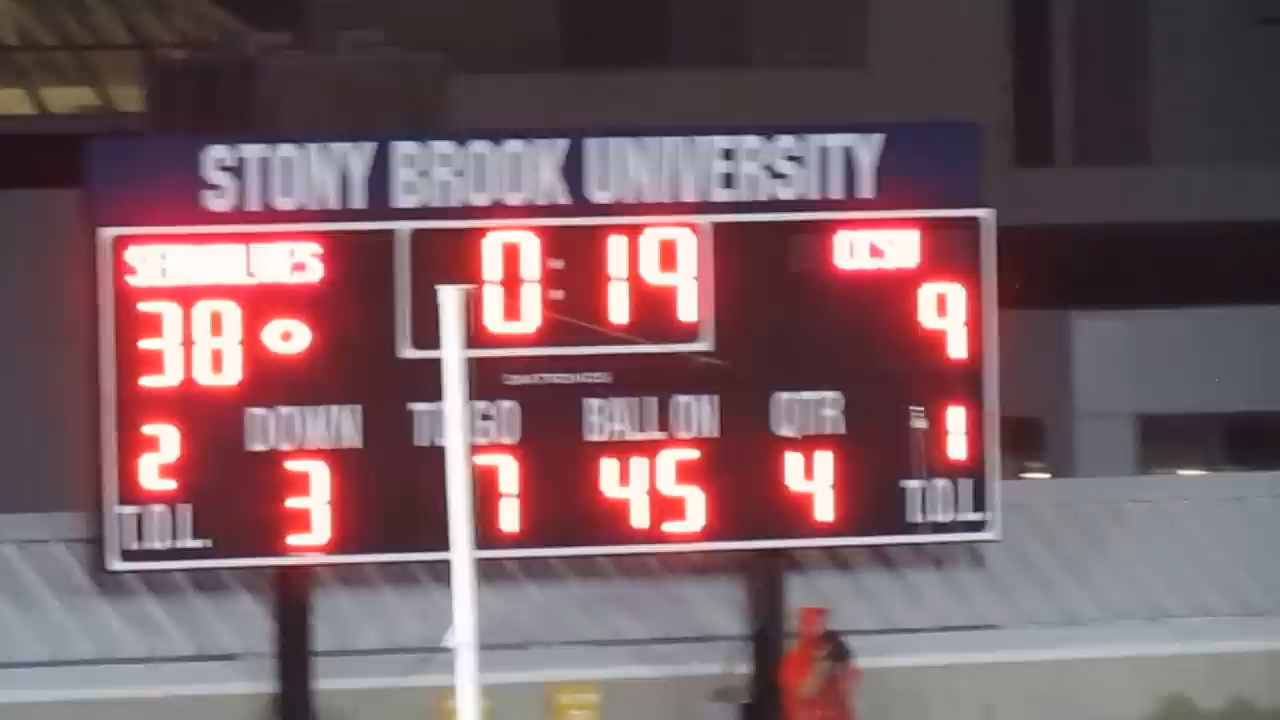 STONY BROOK UNIVERSITY
SEAWOLVES 0:19 CCSU
38 9
DOWN TO GO BALL ON QTR
2 3 7 45 4 1
T.O.L. T.O.L.